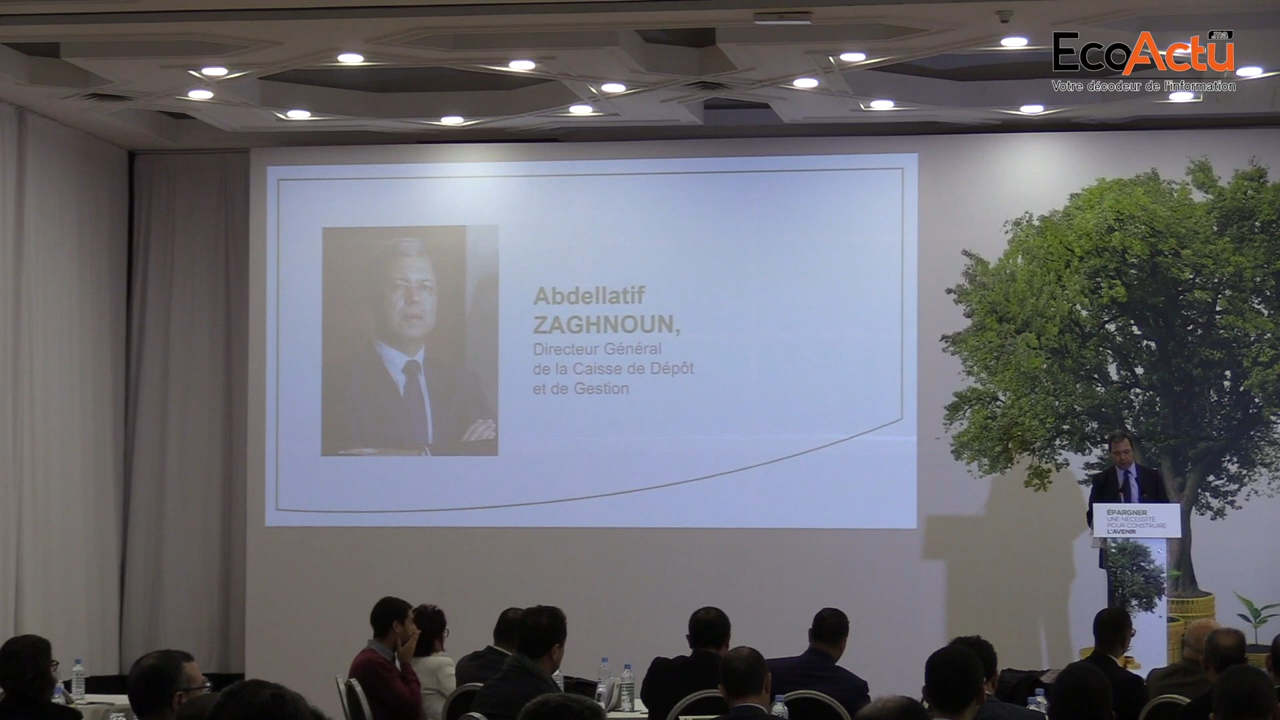 EcoActu
.ma
Votre décodeur de l'information
Abdellatif
ZAGHNOUN,
Directeur Général
de la Caisse de Dépôt
et de Gestion
ÉPARGNER
UNE NÉCESSITÉ
POUR CONSTRUIRE
L'AVENIR